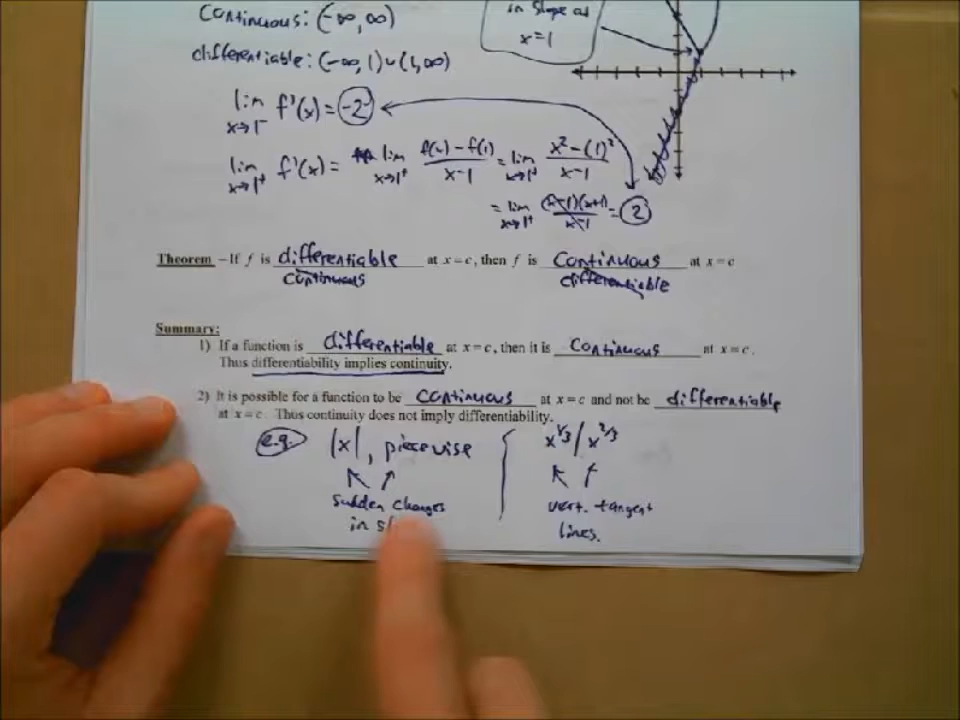 Continuous: (-∞, ∞)
in slope at
x=1
differentiable: (-∞, 1) ∪ (1, ∞)
lim x→1⁻ f'(x) = -2
lim x→1⁺ f'(x) = lim x→1⁺ f(x) - f(1) / x-1 = lim x→1⁺ x² - (1)² / x-1
= lim x→1⁺ (x-1)(x+1) / x-1 = 2
Theorem – If f is differentiable at x = c, then f is continuous at x = c
continuous differentiable
Summary:
1) If a function is differentiable at x = c, then it is continuous at x = c.
Thus differentiability implies continuity.
2) It is possible for a function to be continuous at x = c and not be differentiable
at x = c. Thus continuity does not imply differentiability.
e.g. |x|, piecewise x^1/3 / x^2/3
sudden changes vert. tangent
in lines.